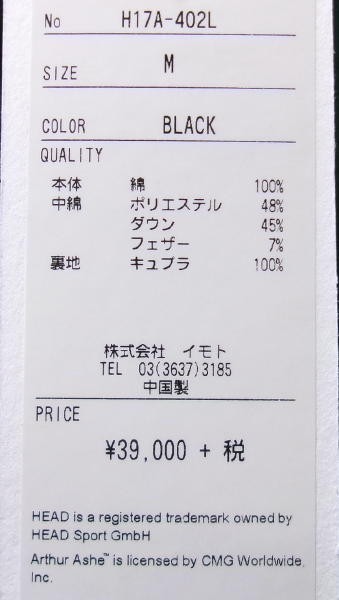 No H17A-402L
SIZE M
COLOR BLACK
QUALITY
本体 綿 100%
中綿 ポリエステル 48%
ダウン 45%
フェザー 7%
裏地 キュプラ 100%
株式会社 イモト
TEL 03(3637)3185
中国製
PRICE
¥39,000 + 税
HEAD is a registered trademark owned by
HEAD Sport GmbH
Arthur Ashe™ is licensed by CMG Worldwide,
Inc.